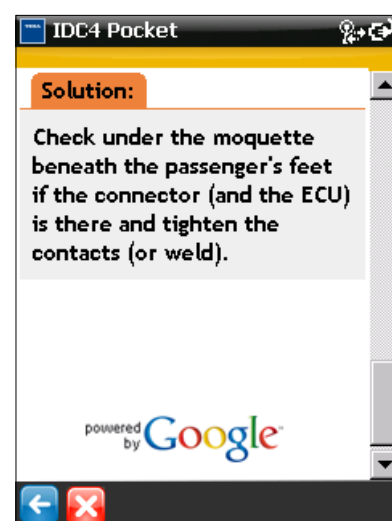 TEXA IDC4 Pocket
Solution:
Check under the moquette
beneath the passenger's feet
if the connector (and the ECU)
is there and tighten the
contacts (or weld).
powered
by Google